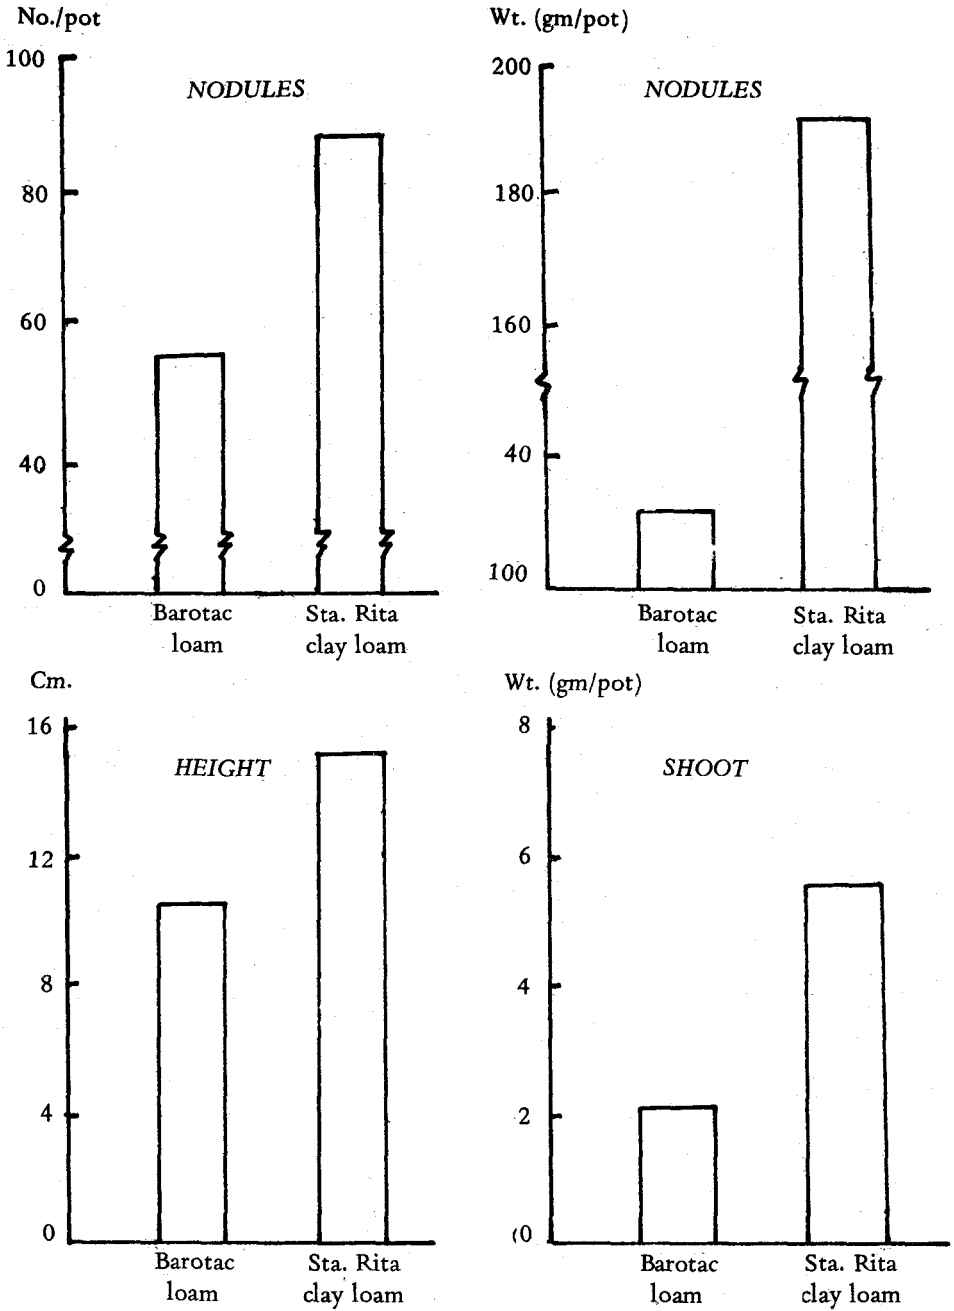 No./pot
NODULES
100
80
60
40
0
Barotac
loam
Sta. Rita
clay loam
Wt. (gm/pot)
NODULES
200
180
160
40
100
Barotac
loam
Sta. Rita
clay loam
Cm.
HEIGHT
16
12
8
4
0
Barotac
loam
Sta. Rita
clay loam
Wt. (gm/pot)
SHOOT
8
6
4
2
(0
Barotac
loam
Sta. Rita
clay loam